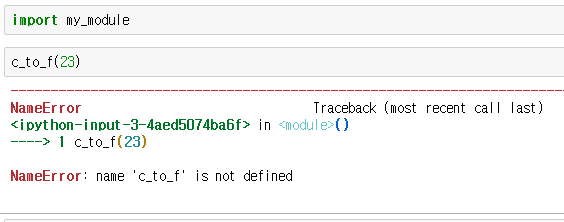 import my_module
c_to_f(23)
---------------------------------------------------------------------------
NameError                                 Traceback (most recent call last)
<ipython-input-3-4aed5074ba6f> in <module>()
----> 1 c_to_f(23)
NameError: name 'c_to_f' is not defined